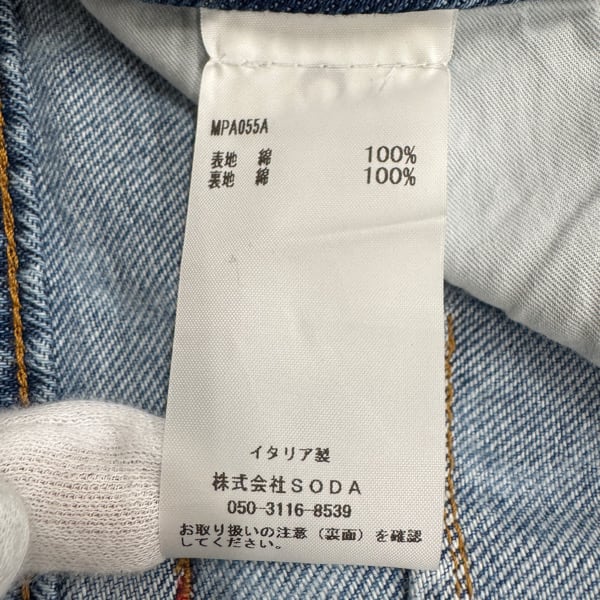 MPA055A
表地 綿 100%
裏地 綿 100%
イタリア製
株式会社SODA
050-3116-8539
お取り扱いの注意（裏面）を確認
してください。